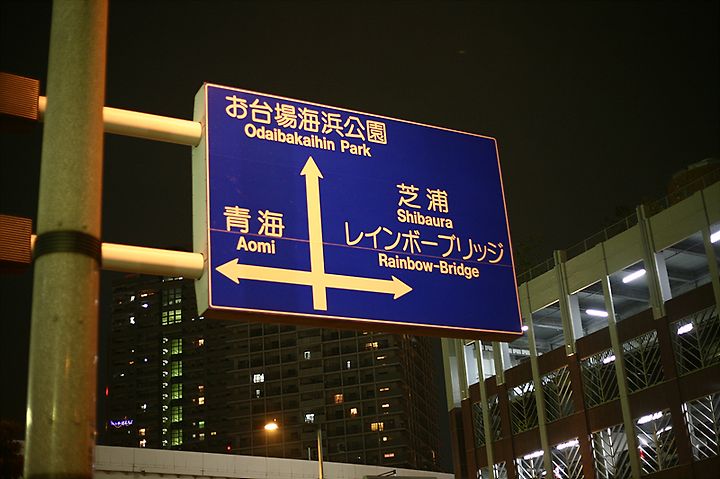 お台場海浜公園
Odaibakaihin Park
青海
Aomi
芝浦
Shibaura
レインボーブリッジ
Rainbow-Bridge